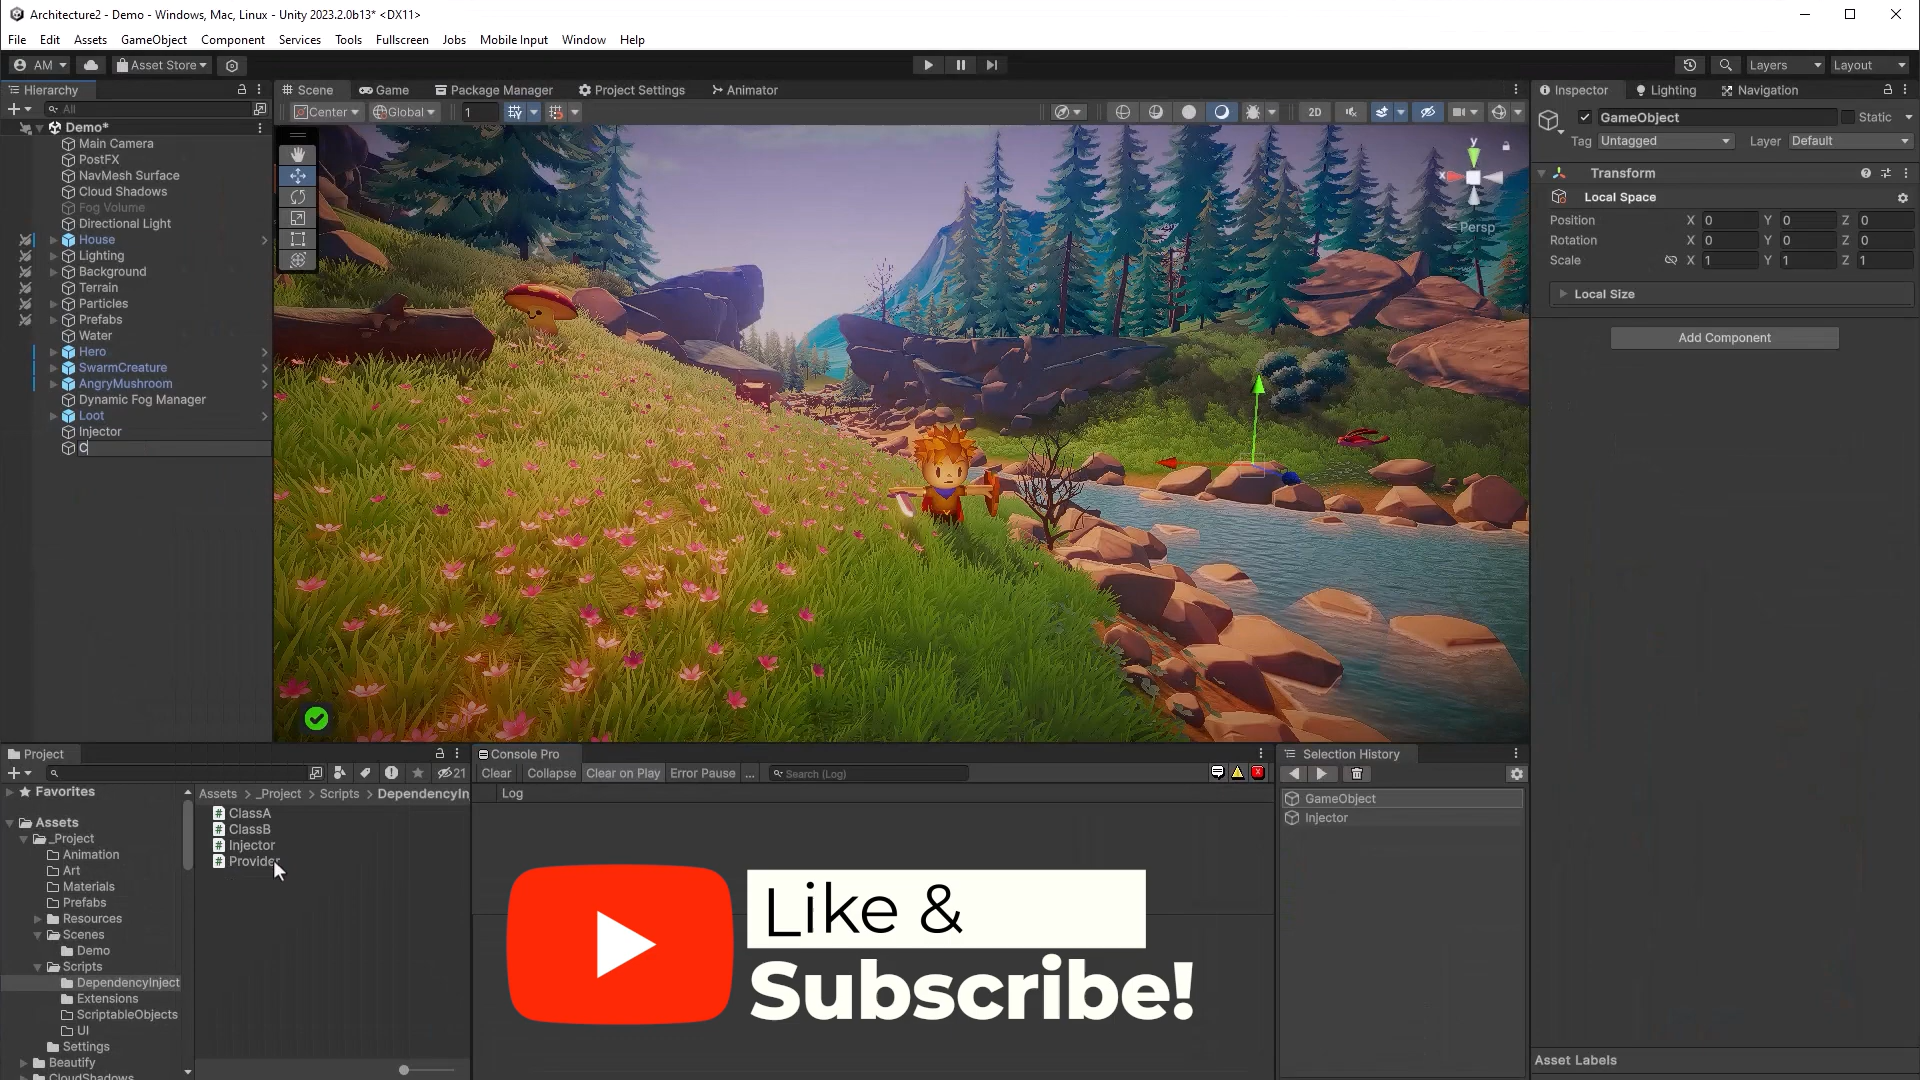 Architecture2 - Demo - Windows, Mac, Linux - Unity 2023.2.0b13* <DX11>
File Edit Assets GameObject Component Services Tools Fullscreen Jobs Mobile Input Window Help
AM Asset Store Layers Layout
Hierarchy
All
Demo*
Main Camera
PostFX
NavMesh Surface
Cloud Shadows
Fog Volume
Directional Light
House
Lighting
Background
Terrain
Particles
Prefabs
Water
Hero
SwarmCreature
AngryMushroom
Dynamic Fog Manager
Loot
Injector
C
Scene Game Package Manager Project Settings Animator
Center Global 1 2D
y
x
Persp
Inspector Lighting Navigation
GameObject Static
Tag Untagged Layer Default
Transform
Local Space
Position X 0 Y 0 Z 0
Rotation X 0 Y 0 Z 0
Scale X 1 Y 1 Z 1
Local Size
Add Component
Asset Labels
Project
21
Favorites
Assets
_Project
Animation
Art
Materials
Prefabs
Resources
Scenes
Demo
Scripts
DependencyInject
Extensions
ScriptableObjects
UI
Settings
Beautify
CloudShadows
Assets > _Project > Scripts > DependencyIn
ClassA
ClassB
Injector
Provider
Console Pro
Clear Collapse Clear on Play Error Pause ... Search (Log)
Log
Like &
Subscribe!
Selection History
GameObject
Injector